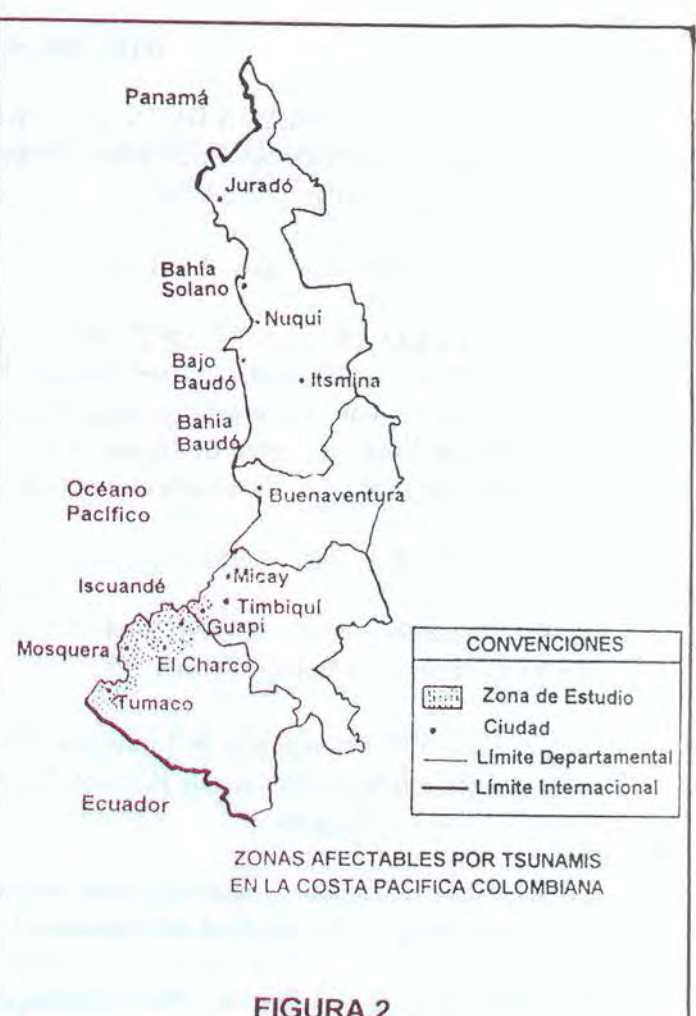 Panamá
Juradó
Bahía
Solano
Nuquí
Bajo
Baudó
Itsmina
Bahía
Baudó
Océano
Pacífico
Buenaventura
Micay
Iscuandé
Timbiquí
Guapi
Mosquera
El Charco
Tumaco
Ecuador
CONVENCIONES
Zona de Estudio
Ciudad
Límite Departamental
Límite Internacional
ZONAS AFECTABLES POR TSUNAMIS
EN LA COSTA PACIFICA COLOMBIANA
FIGURA 2